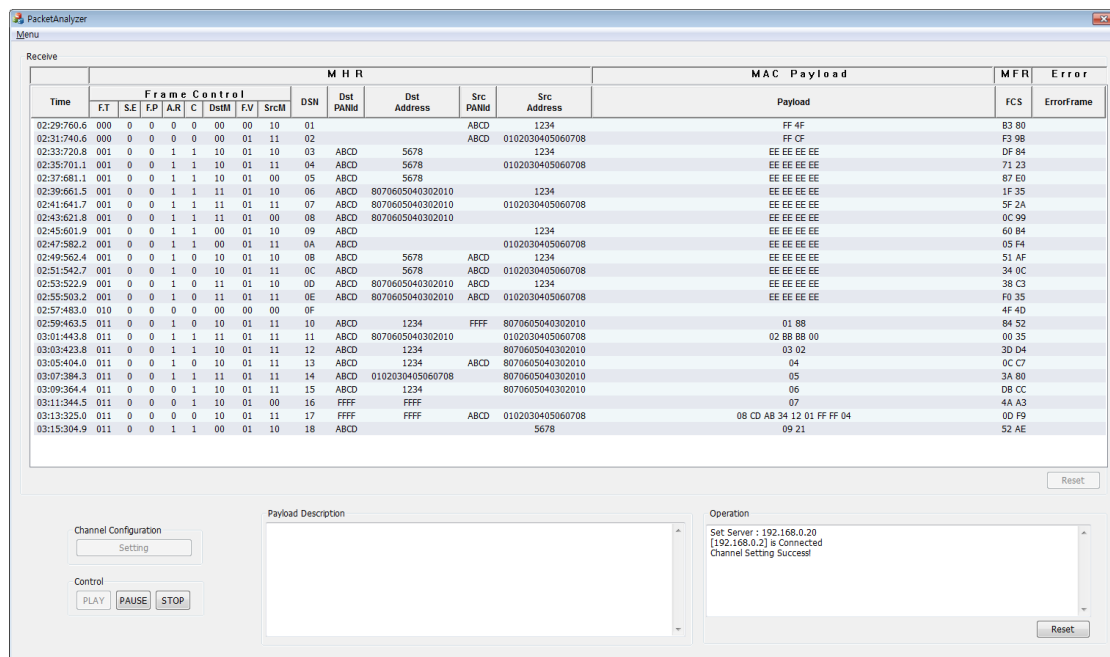 PacketAnalyzer
Menu
Receive
M H R MAC Payload MFR Error
Time Frame Control DSN Dst PANId Dst Address Src PANId Src Address Payload FCS ErrorFrame
F.T S.E F.P A.R C DstM F.V SrcM
02:29:760.6 000 0 0 0 0 00 00 10 01 ABCD 1234 FF 4F B3 80
02:31:740.6 000 0 0 0 0 00 01 11 02 ABCD 0102030405060708 FF CF F3 9B
02:33:720.8 001 0 0 1 1 10 01 10 03 ABCD 5678 1234 EE EE EE EE DF 84
02:35:701.1 001 0 0 1 1 10 01 11 04 ABCD 5678 0102030405060708 EE EE EE EE 71 23
02:37:681.1 001 0 0 1 1 10 01 00 05 ABCD 5678 EE EE EE EE 87 E0
02:39:661.5 001 0 0 1 1 11 01 10 06 ABCD 8070605040302010 1234 EE EE EE EE 1F 35
02:41:641.7 001 0 0 1 1 11 01 11 07 ABCD 8070605040302010 0102030405060708 EE EE EE EE 5F 2A
02:43:621.8 001 0 0 1 1 11 01 00 08 ABCD 8070605040302010 EE EE EE EE 0C 99
02:45:601.9 001 0 0 1 1 00 01 10 09 ABCD 1234 EE EE EE EE 60 B4
02:47:582.2 001 0 0 1 1 00 01 11 0A ABCD 0102030405060708 EE EE EE EE 05 F4
02:49:562.4 001 0 0 1 0 10 01 10 0B ABCD 5678 ABCD 1234 EE EE EE EE 51 AF
02:51:542.7 001 0 0 1 0 10 01 11 0C ABCD 5678 ABCD 0102030405060708 EE EE EE EE 34 0C
02:53:522.9 001 0 0 1 0 11 01 10 0D ABCD 8070605040302010 ABCD 1234 EE EE EE EE 38 C3
02:55:503.2 001 0 0 1 0 11 01 11 0E ABCD 8070605040302010 ABCD 0102030405060708 EE EE EE EE F0 35
02:57:483.0 010 0 0 0 0 00 00 00 0F 4F 4D
02:59:463.5 011 0 0 1 0 10 01 11 10 ABCD 1234 FFFF 8070605040302010 01 88 84 52
03:01:443.8 011 0 0 1 1 11 01 11 11 ABCD 8070605040302010 0102030405060708 02 BB BB 00 00 35
03:03:423.8 011 0 0 1 1 10 01 11 12 ABCD 1234 8070605040302010 03 02 3D D4
03:05:404.0 011 0 0 1 0 10 01 11 13 ABCD 1234 ABCD 8070605040302010 04 0C C7
03:07:384.3 011 0 0 1 1 11 01 11 14 ABCD 0102030405060708 8070605040302010 05 3A 80
03:09:364.4 011 0 0 0 1 10 01 11 15 ABCD 1234 8070605040302010 06 DB CC
03:11:344.5 011 0 0 0 1 10 01 00 16 FFFF FFFF 07 4A A3
03:13:325.0 011 0 0 0 0 10 01 11 17 FFFF FFFF ABCD 0102030405060708 08 CD AB 34 12 01 FF FF 04 0D F9
03:15:304.9 011 0 0 1 1 00 01 10 18 ABCD 5678 09 21 52 AE
Reset
Channel Configuration
Setting
Control
PLAY PAUSE STOP
Payload Description
Operation
Set Server : 192.168.0.20
[192.168.0.2] is Connected
Channel Setting Success!
Reset